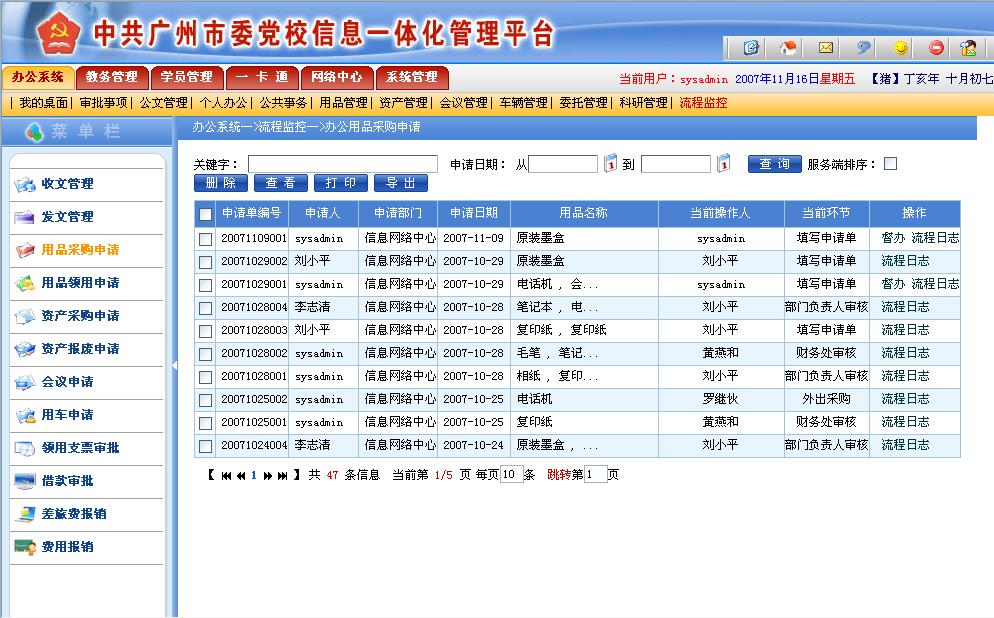 中共广州市委党校信息一体化管理平台
办公系统 教务管理 学员管理 一 卡 通 网络中心 系统管理 当前用户：sysadmin 2007年11月16日星期五 【猪】丁亥年 十月初七
| 我的桌面| 审批事项| 公文管理| 个人办公| 公共事务| 用品管理| 资产管理| 会议管理| 车辆管理| 委托管理| 科研管理| 流程监控
菜 单 栏
办公系统—>流程监控—>办公用品采购申请
收文管理
发文管理
用品采购申请
用品领用申请
资产采购申请
资产报废申请
会议申请
用车申请
领用支票审批
借款审批
差旅费报销
费用报销
关键字： 申请日期： 从 1 到 1 查 询 服务端排序：
删 除 查 看 打 印 导 出
申请单编号 申请人 申请部门 申请日期 用品名称 当前操作人 当前环节 操作
20071109001 sysadmin 信息网络中心 2007-11-09 原装墨盒 sysadmin 填写申请单 督办 流程日志
20071029002 刘小平 信息网络中心 2007-10-29 原装墨盒 刘小平 填写申请单 流程日志
20071029001 sysadmin 信息网络中心 2007-10-29 电话机 , 会... sysadmin 填写申请单 督办 流程日志
20071028004 李志清 信息网络中心 2007-10-28 笔记本 , 电... 刘小平 部门负责人审核 流程日志
20071028003 刘小平 信息网络中心 2007-10-28 复印纸 , 复印纸 刘小平 填写申请单 流程日志
20071028002 sysadmin 信息网络中心 2007-10-28 毛笔 , 笔记... 黄燕和 财务处审核 流程日志
20071028001 sysadmin 信息网络中心 2007-10-28 相纸 , 复印... 刘小平 部门负责人审核 流程日志
20071025002 sysadmin 信息网络中心 2007-10-25 电话机 罗继伙 外出采购 流程日志
20071025001 sysadmin 信息网络中心 2007-10-25 复印纸 黄燕和 财务处审核 流程日志
20071024004 李志清 信息网络中心 2007-10-24 原装墨盒 , ... 刘小平 部门负责人审核 流程日志
【 1 】共 47 条信息 当前第 1/5 页 每页 10 条 跳转第 1 页